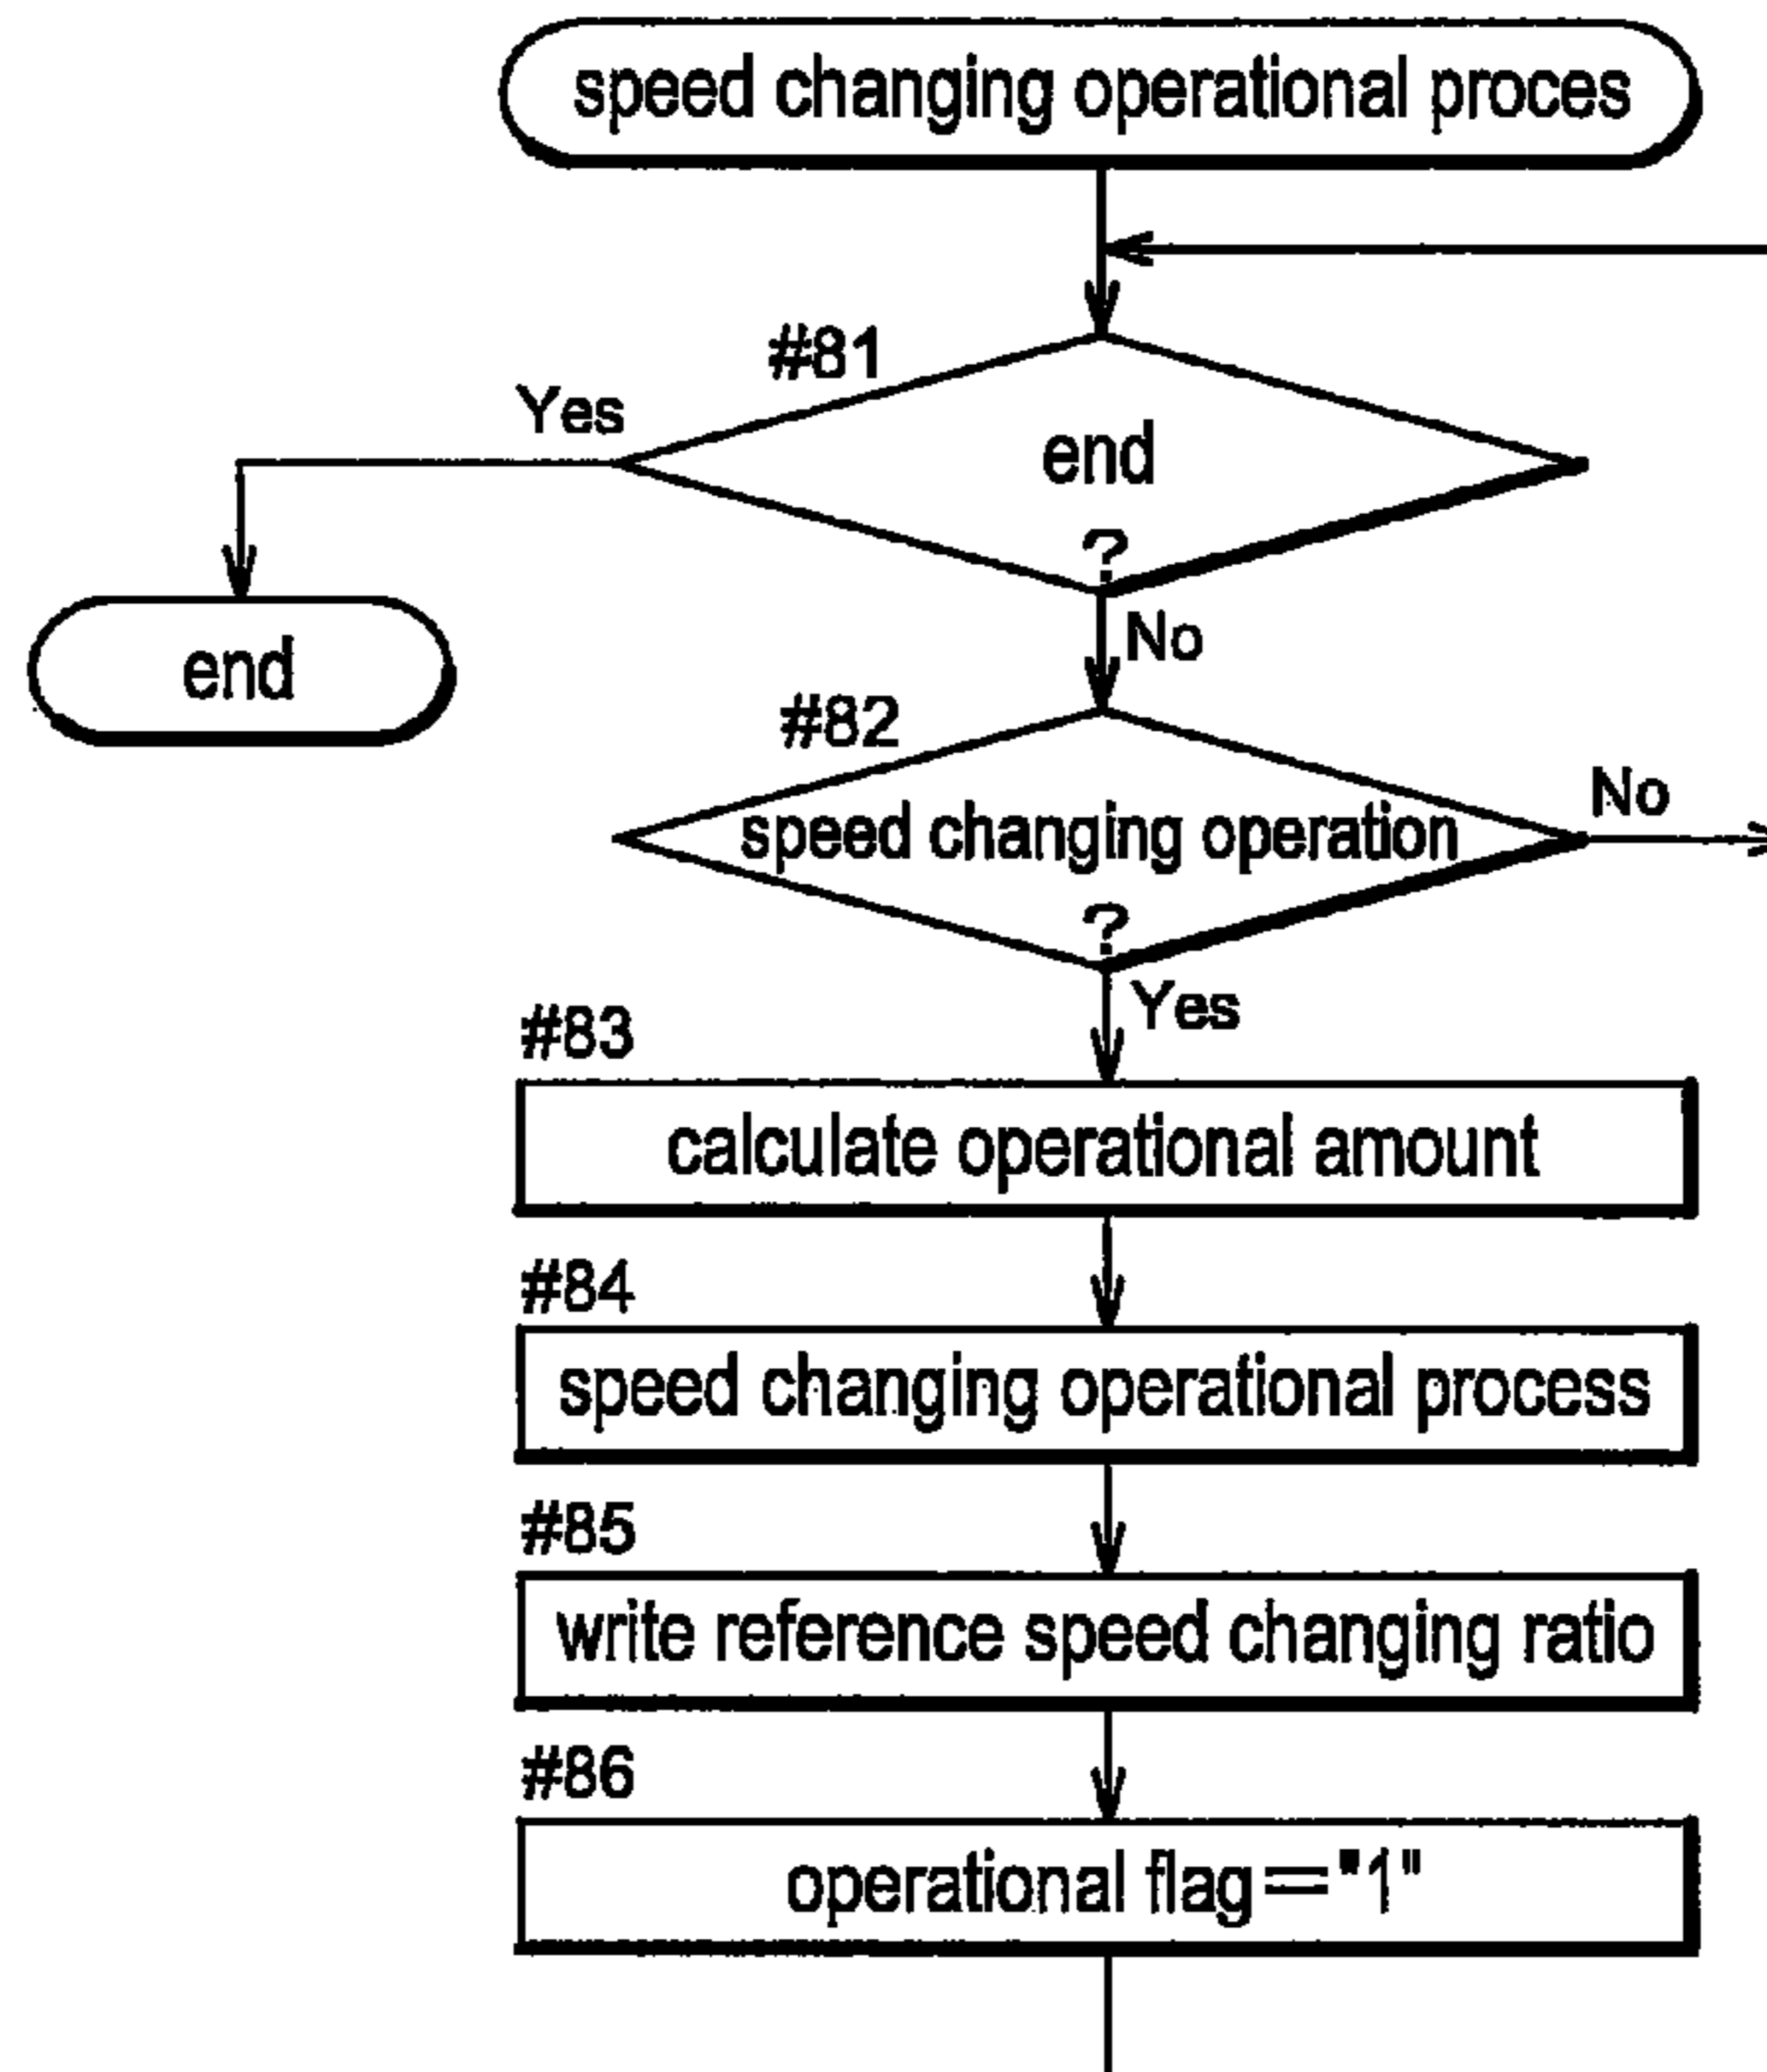 speed changing operational proces
#81
Yes
end
?
No
end
#82
speed changing operation
No
?
Yes
#83
calculate operational amount
#84
speed changing operational process
#85
write reference speed changing ratio
#86
operational flag="1"